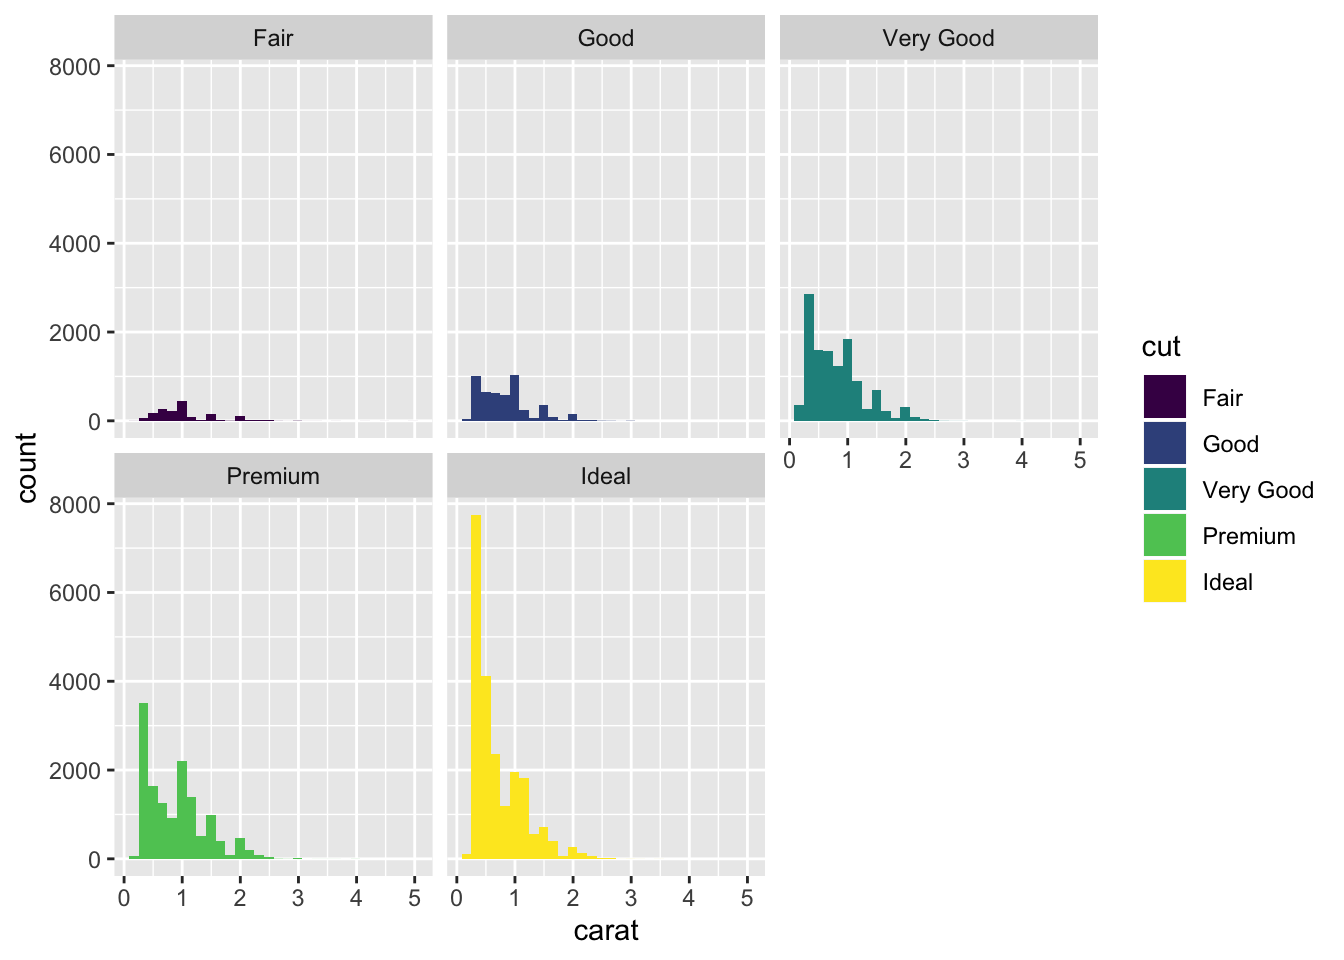 Fair Good Very Good
8000
6000
4000
2000
0
0 1 2 3 4 5
count
cut
Fair
Good
Very Good
Premium
Ideal
Premium Ideal
8000
6000
4000
2000
0
0 1 2 3 4 5 0 1 2 3 4 5
carat